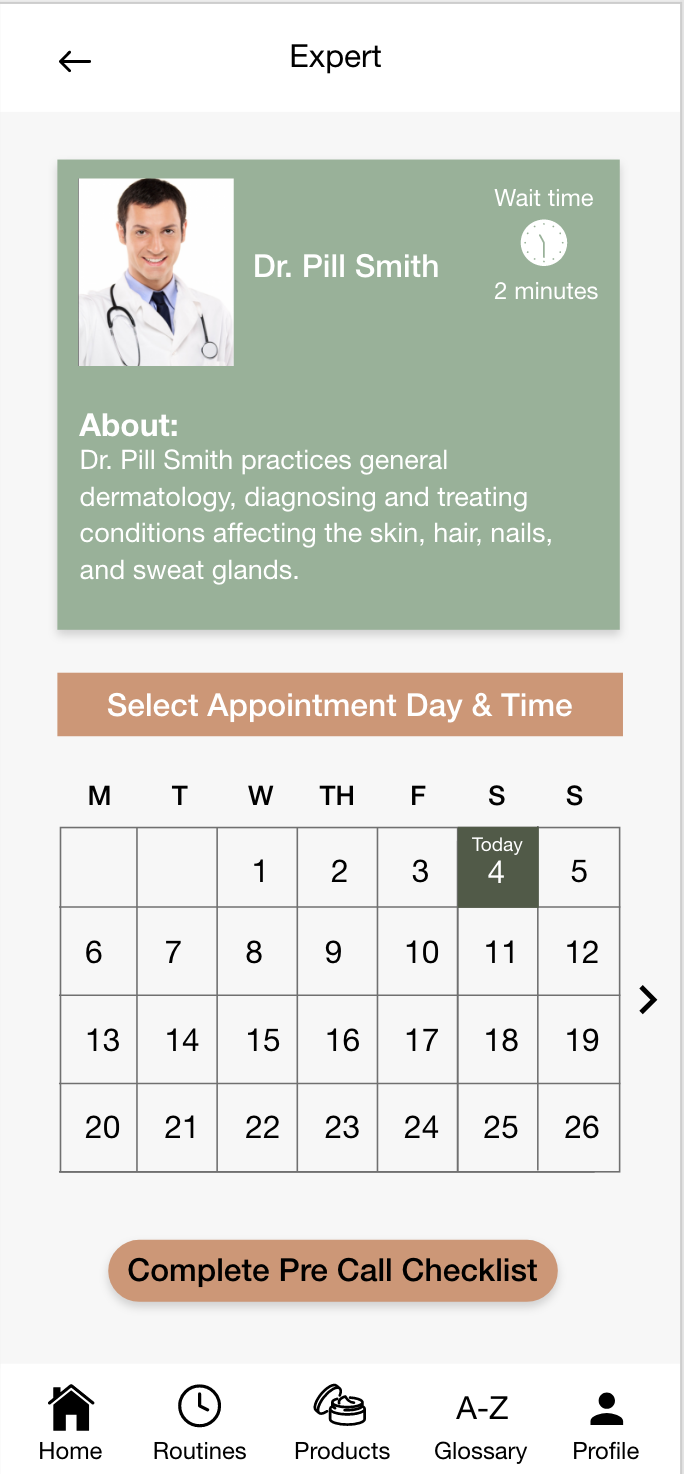 Expert
Wait time
Dr. Pill Smith
2 minutes
About:
Dr. Pill Smith practices general
dermatology, diagnosing and treating
conditions affecting the skin, hair, nails,
and sweat glands.
Select Appointment Day & Time
M T W TH F S S
Today
1 2 3 4 5
6 7 8 9 10 11 12
13 14 15 16 17 18 19
20 21 22 23 24 25 26
Complete Pre Call Checklist
A-Z
Home Routines Products Glossary Profile